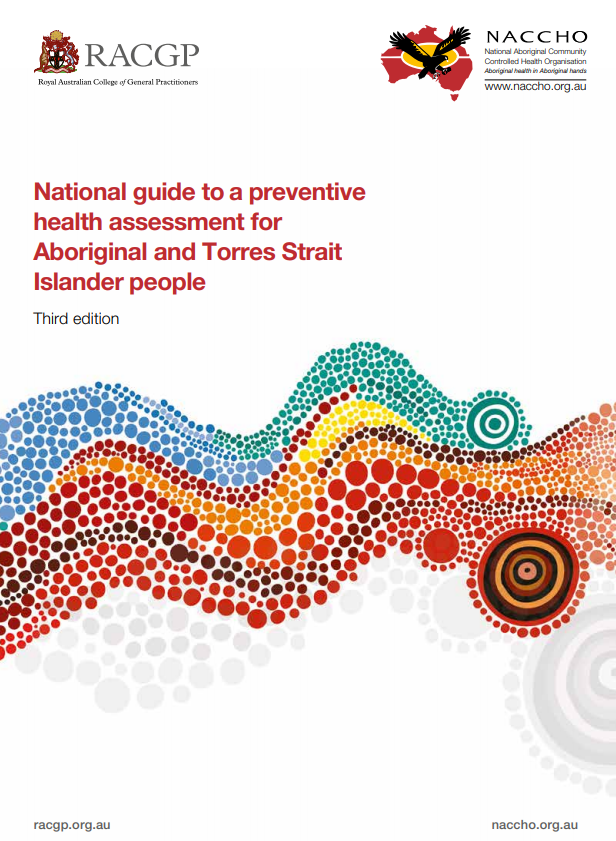 RACGP
Royal Australian College of General Practitioners
NACCHO
National Aboriginal Community
Controlled Health Organisation
Aboriginal health in Aboriginal hands
www.naccho.org.au
National guide to a preventive
health assessment for
Aboriginal and Torres Strait
Islander people
Third edition
racgp.org.au
naccho.org.au